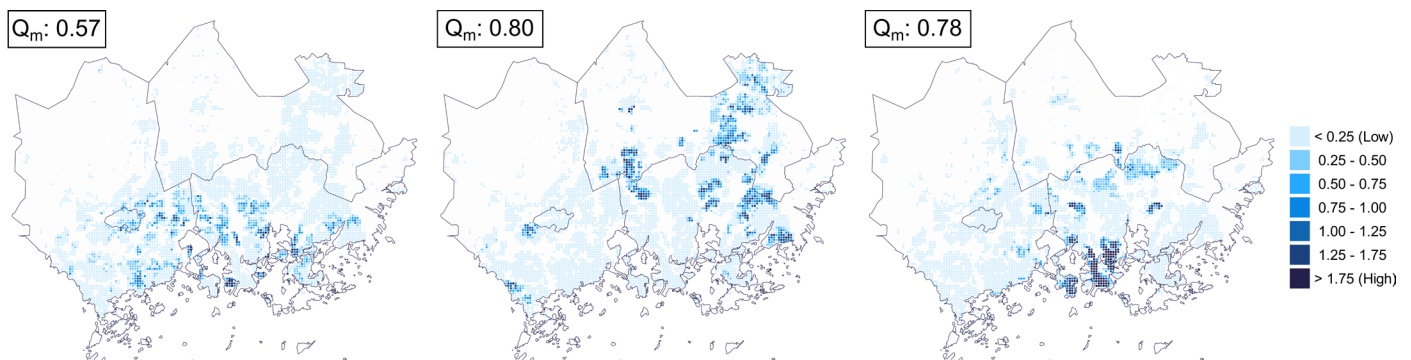 Qm: 0.57
Qm: 0.80
Qm: 0.78
< 0.25 (Low)
0.25 - 0.50
0.50 - 0.75
0.75 - 1.00
1.00 - 1.25
1.25 - 1.75
> 1.75 (High)